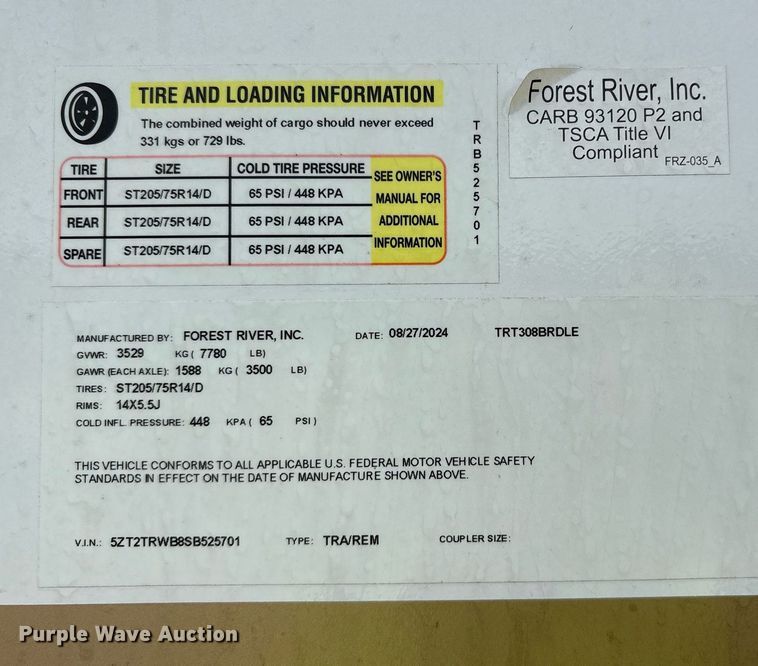 TIRE AND LOADING INFORMATION
The combined weight of cargo should never exceed
331 kgs or 729 lbs.
TIRE SIZE COLD TIRE PRESSURE SEE OWNER'S MANUAL FOR ADDITIONAL INFORMATION
FRONT ST205/75R14/D 65 PSI / 448 KPA
REAR ST205/75R14/D 65 PSI / 448 KPA
SPARE ST205/75R14/D 65 PSI / 448 KPA
TRB525701
Forest River, Inc.
CARB 93120 P2 and
TSCA Title VI
Compliant
FRZ-035_A
MANUFACTURED BY: FOREST RIVER, INC. DATE: 08/27/2024 TRT308BRDLE
GVWR: 3529 KG ( 7780 LB)
GAWR (EACH AXLE): 1588 KG ( 3500 LB)
TIRES: ST205/75R14/D
RIMS: 14X5.5J
COLD INFL. PRESSURE: 448 KPA ( 65 PSI )
THIS VEHICLE CONFORMS TO ALL APPLICABLE U.S. FEDERAL MOTOR VEHICLE SAFETY
STANDARDS IN EFFECT ON THE DATE OF MANUFACTURE SHOWN ABOVE.
V.I.N.: 5ZT2TRWB8SB525701 TYPE: TRA/REM COUPLER SIZE:
Purple Wave Auction